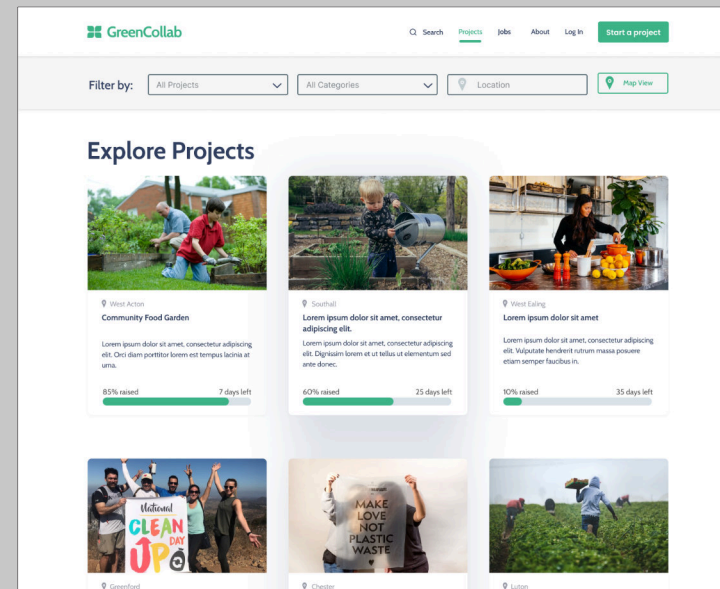 GreenCollab
Search Projects Jobs About Log In Start a project
Filter by: All Projects All Categories Location Map View
Explore Projects
West Acton
Community Food Garden
Lorem ipsum dolor sit amet, consectetur adipiscing
elit. Orci diam porttitor lorem est tempus lacinia at
urna.
85% raised 7 days left
Southall
Lorem ipsum dolor sit amet, consectetur
adipiscing elit.
Lorem ipsum dolor sit amet, consectetur adipiscing
elit. Dignissim lorem et ut tellus ut elementum sed
ante donec.
60% raised 25 days left
West Ealing
Lorem ipsum dolor sit amet
Lorem ipsum dolor sit amet, consectetur adipiscing
elit. Vulputate hendrerit rutrum massa posuere
etiam semper faucibus in.
10% raised 35 days left
National
CLEAN
UP DAY
Greenford
MAKE
LOVE
NOT
PLASTIC
WASTE
Chester
Luton